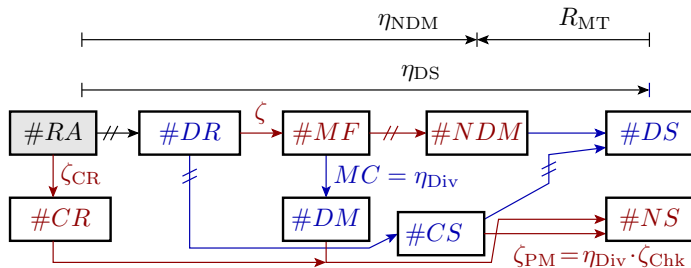 η_NDM R_MT
η_DS
#RA #DR ζ #MF #NDM #DS
ζ_CR MC = η_Div
#CR #DM #CS #NS
ζ_PM = η_Div · ζ_Chk